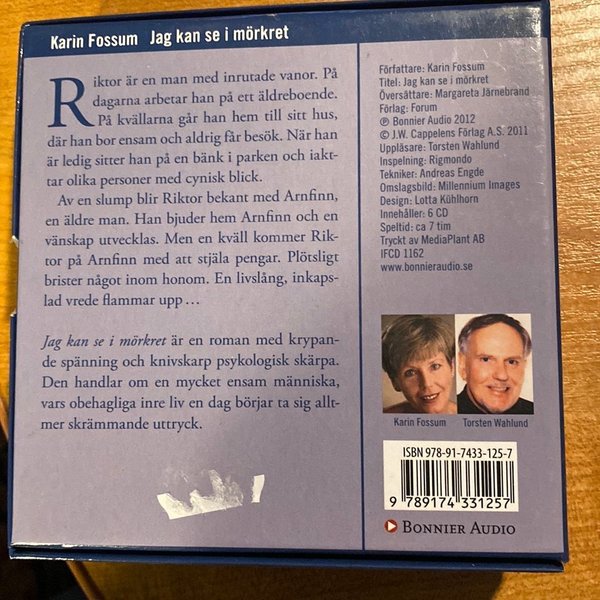 Karin Fossum Jag kan se i mörkret
Riktor är en man med inrutade vanor. På
dagarna arbetar han på ett äldreboende.
På kvällarna går han hem till sitt hus,
där han bor ensam och aldrig får besök. När han
är ledig sitter han på en bänk i parken och iakt-
tar olika personer med cynisk blick.
Av en slump blir Riktor bekant med Arnfinn,
en äldre man. Han bjuder hem Arnfinn och en
vänskap utvecklas. Men en kväll kommer Rik-
tor på Arnfinn med att stjäla pengar. Plötsligt
brister något inom honom. En livslång, inkaps-
lad vrede flammar upp …
Jag kan se i mörkret är en roman med krypan-
de spänning och knivskarp psykologisk skärpa.
Den handlar om en mycket ensam människa,
vars obehagliga inre liv en dag börjar ta sig allt-
mer skrämmande uttryck.
Författare: Karin Fossum
Titel: Jag kan se i mörkret
Översättare: Margareta Järnebrand
Förlag: Forum
℗ Bonnier Audio 2012
© J.W. Cappelens Förlag A.S. 2011
Uppläsare: Torsten Wahlund
Inspelning: Rigmondo
Tekniker: Andreas Engde
Omslagsbild: Millennium Images
Design: Lotta Kühlhorn
Innehåller: 6 CD
Speltid: ca 7 tim
Tryckt av MediaPlant AB
IFCD 1162
www.bonnieraudio.se
Karin Fossum
Torsten Wahlund
ISBN 978-91-7433-125-7
9 789174 331257
BONNIER AUDIO